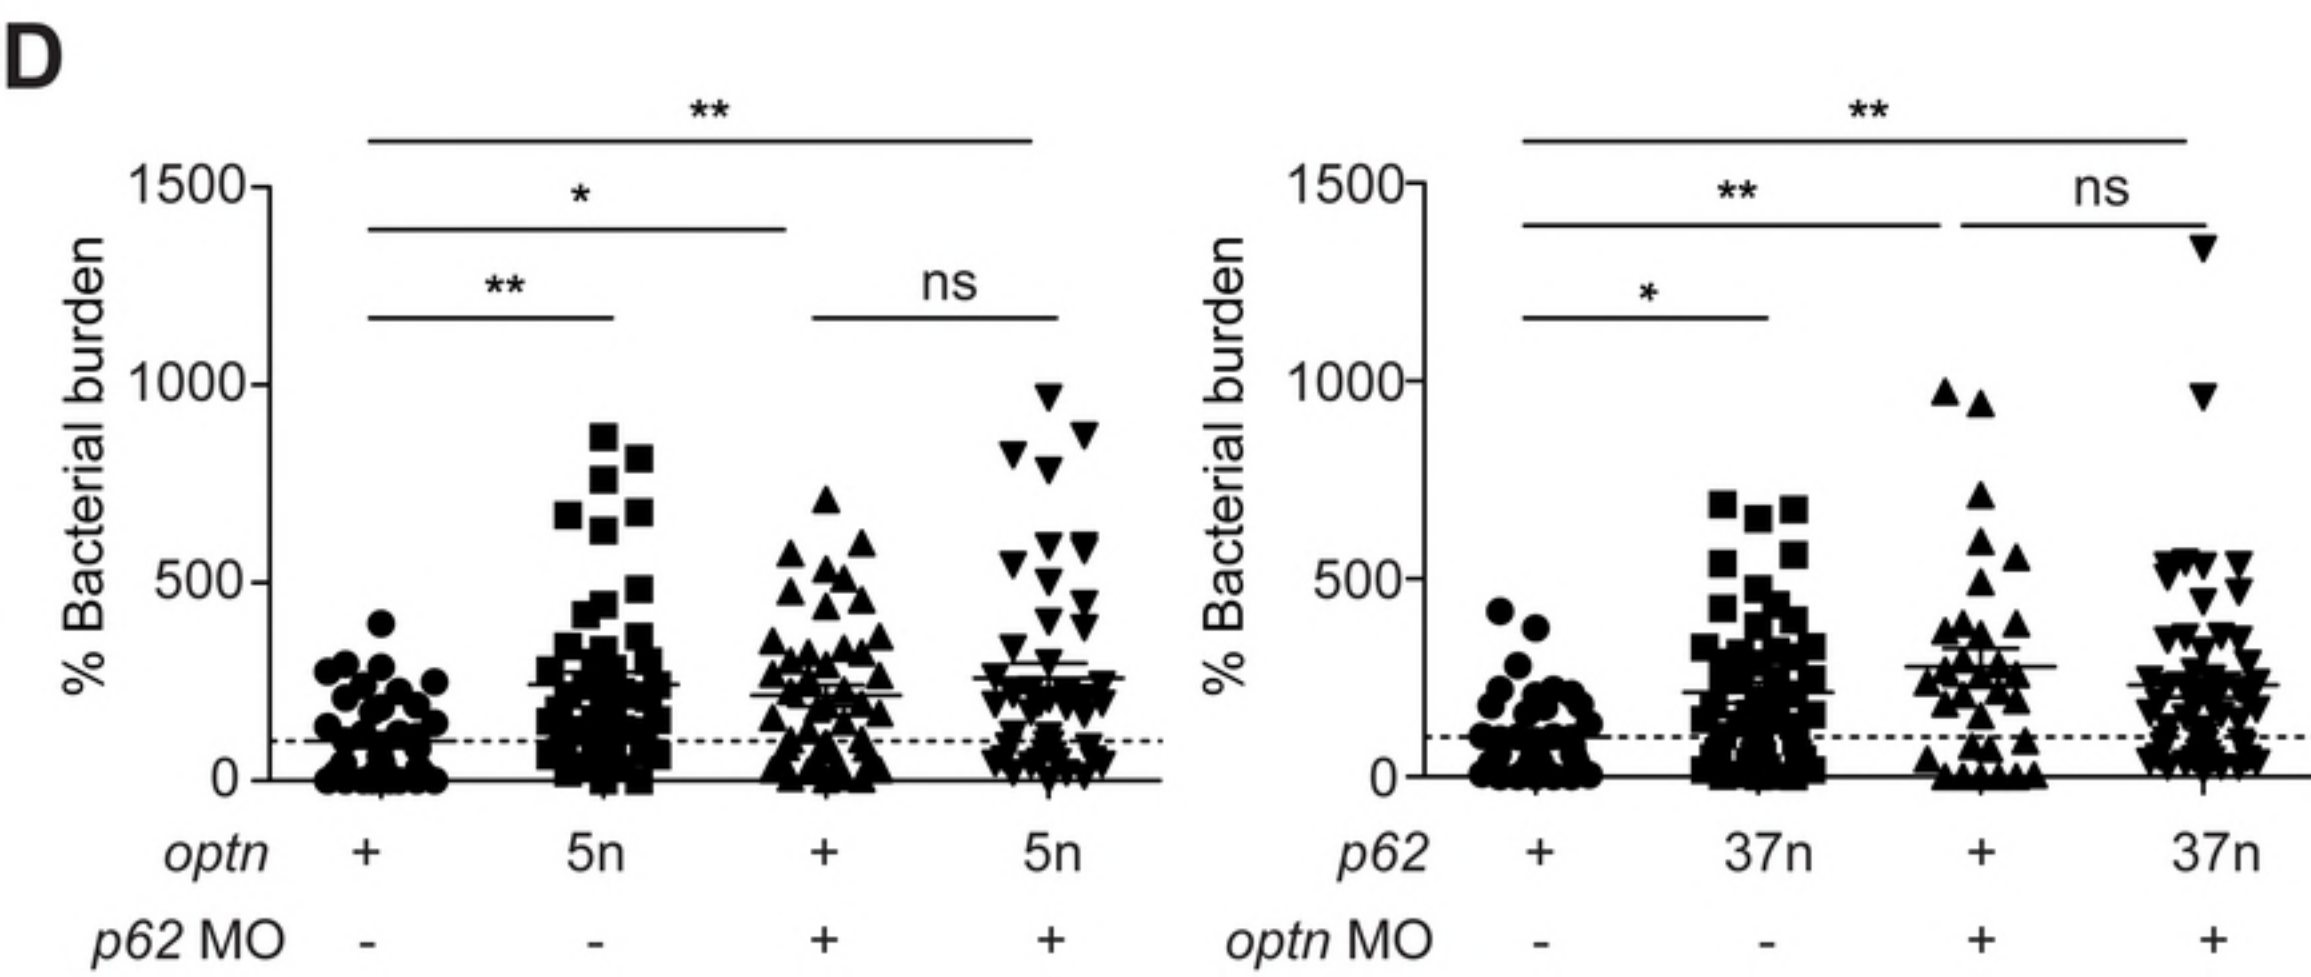 D
**
*
**
ns
1500
1000
500
0
% Bacterial burden
optn + 5n + 5n
p62 MO - - + +
**
**
ns
*
1500
1000
500
0
% Bacterial burden
p62 + 37n + 37n
optn MO - - + +